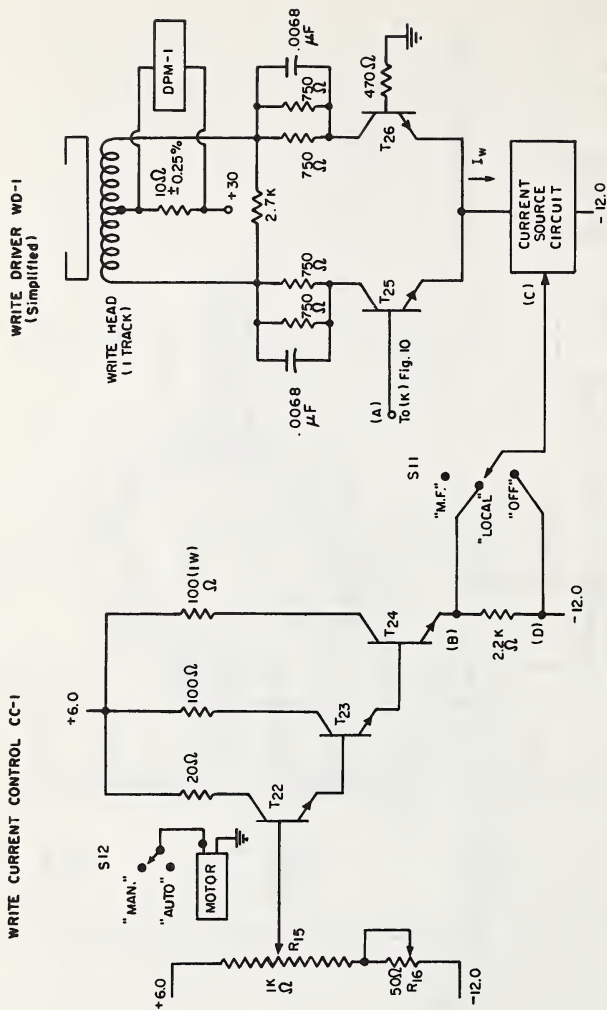 WRITE CURRENT CONTROL CC-1
+6.0
+6.0
"MAN."
S12
"AUTO"
MOTOR
20Ω
100Ω
100(1W)
Ω
T22
T23
T24
R15
1K
Ω
50Ω
R16
-12.0
(B)
2.2K
Ω
(D)
-12.0
"M.F."
S11
"LOCAL"
"OFF"
WRITE DRIVER WD-1
(Simplified)
WRITE HEAD
(1 TRACK)
DPM-1
10Ω
±0.25%
+30
2.7K
.0068
μF
750
Ω
750
Ω
750
Ω
750
Ω
.0068
μF
470Ω
T25
T26
(A)
To(K) Fig. 10
IW
(C)
CURRENT
SOURCE
CIRCUIT
-12.0